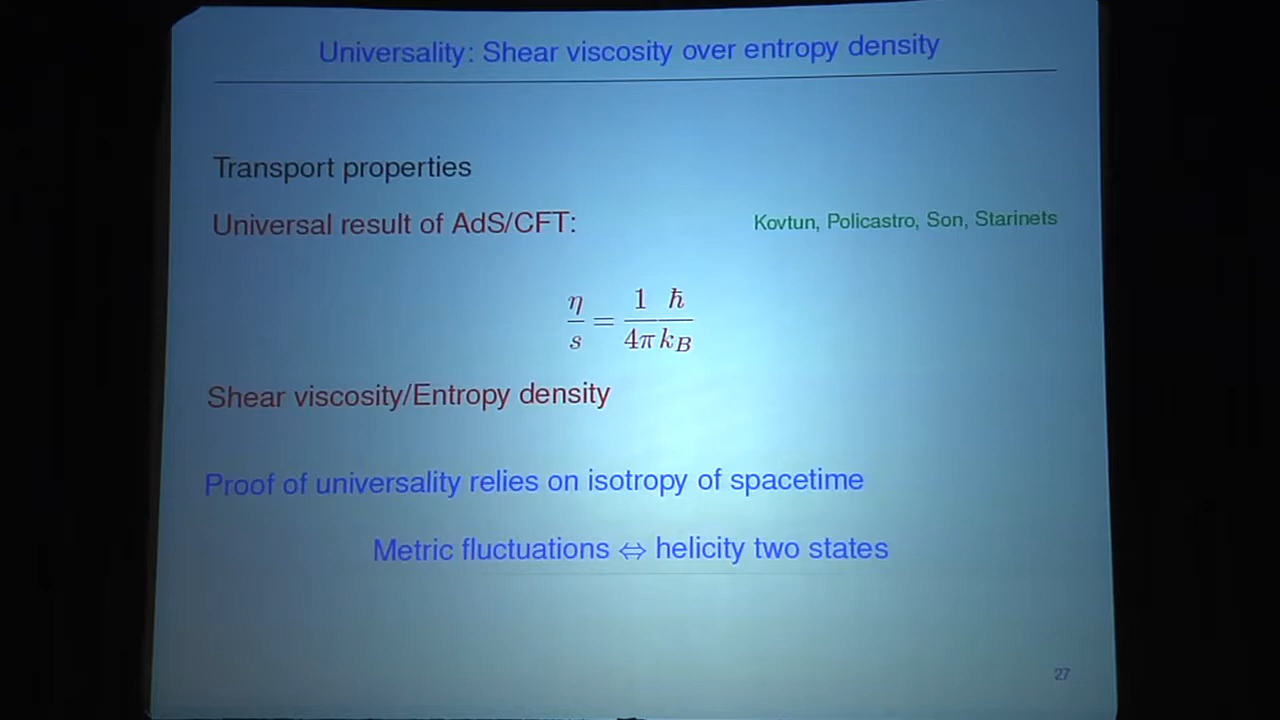 Universality: Shear viscosity over entropy density
Transport properties
Universal result of AdS/CFT: Kovtun, Policastro, Son, Starinets
η/s = 1/4π ħ/k_B
Shear viscosity/Entropy density
Proof of universality relies on isotropy of spacetime
Metric fluctuations ⇔ helicity two states
27